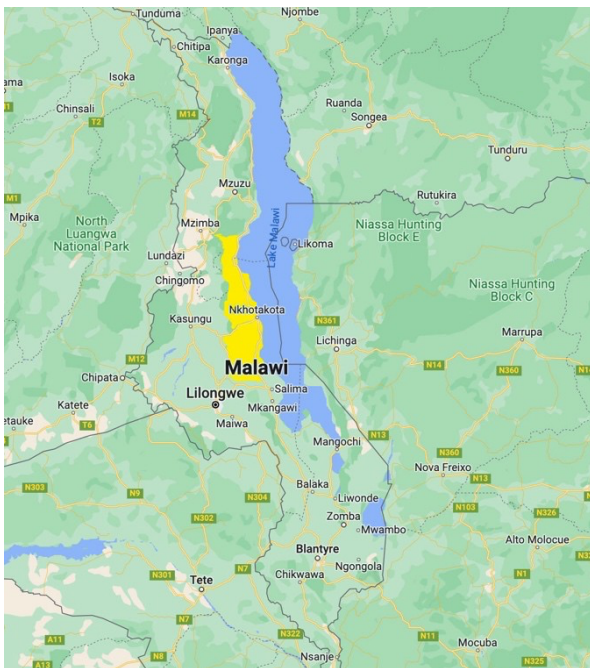 Tunduma
Ipanya
Njombe
Chitipa
Karonga
ama
Isoka
A1
Chinsali
T2
M14
Ruanda
Songea
Tunduru
M1
Mzuzu
Rutukira
Mpika
North
Luangwa
National Park
Mzimba
Lake Malawi
Likoma
Niassa Hunting
Block E
Lundazi
Chingomo
Niassa Hunting
Block C
Nkhotakota
Kasungu
N361
Marrupa
Lichinga
M12
N14
N360
Malawi
Chipata
Salima
Lilongwe
Katete
Mkangawi
etauke
T6
Maiwa
N13
Mangochi
N360
Nova Freixo
N13
N303
N9
N304
Balaka
Liwonde
N103
N326
N302
Zomba
Mwambo
Alto Molocue
Blantyre
N301
N7
Ngongola
Tete
Chikwawa
N1
N7
A11
N322
N11
Mocuba
N8
Nsanje
N325
A13